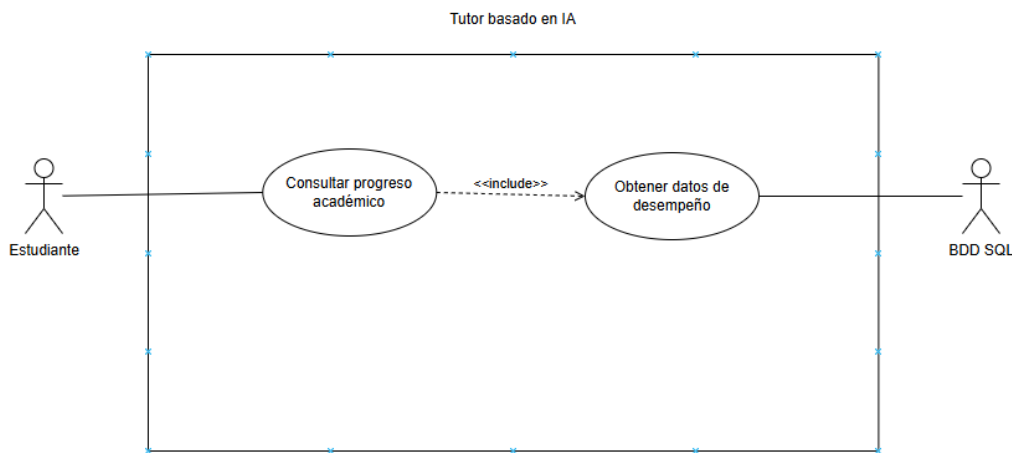 Tutor basado en IA
Consultar progreso
académico
<<include>>
Obtener datos de
desempeño
Estudiante
BDD SQL